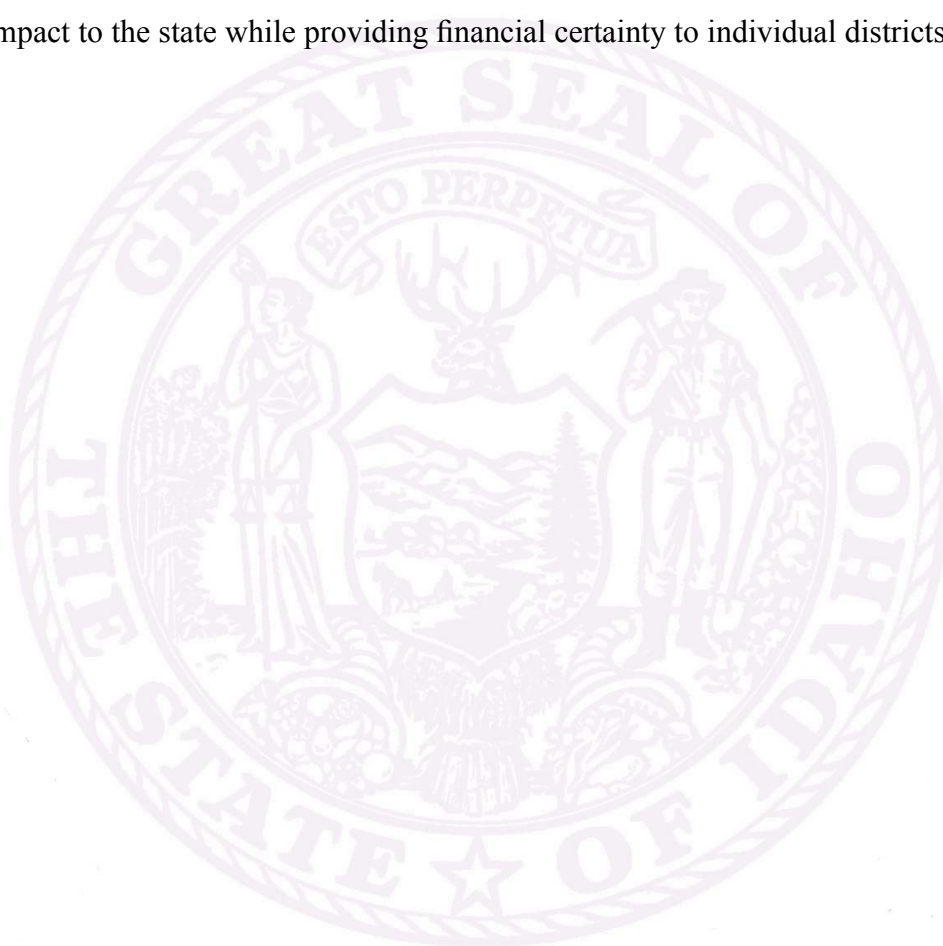 mpact to the state while providing financial certainty to individual districts
GREAT SEAL OF
ESTO PERPETUA
THE STATE OF IDAHO